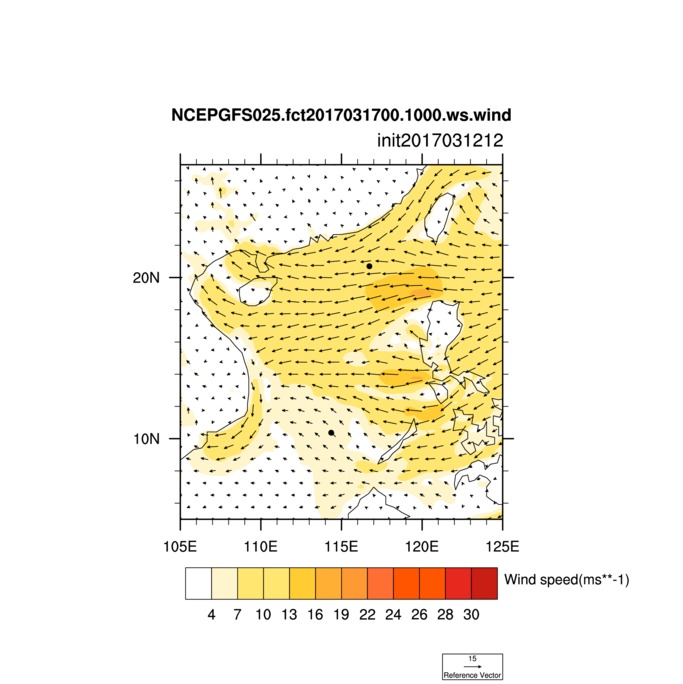 NCEPGFS025.fct2017031700.1000.ws.wind
init2017031212
20N
10N
105E 110E 115E 120E 125E
Wind speed(ms**-1)
4 7 10 13 16 19 22 24 26 28 30
15
Reference Vector